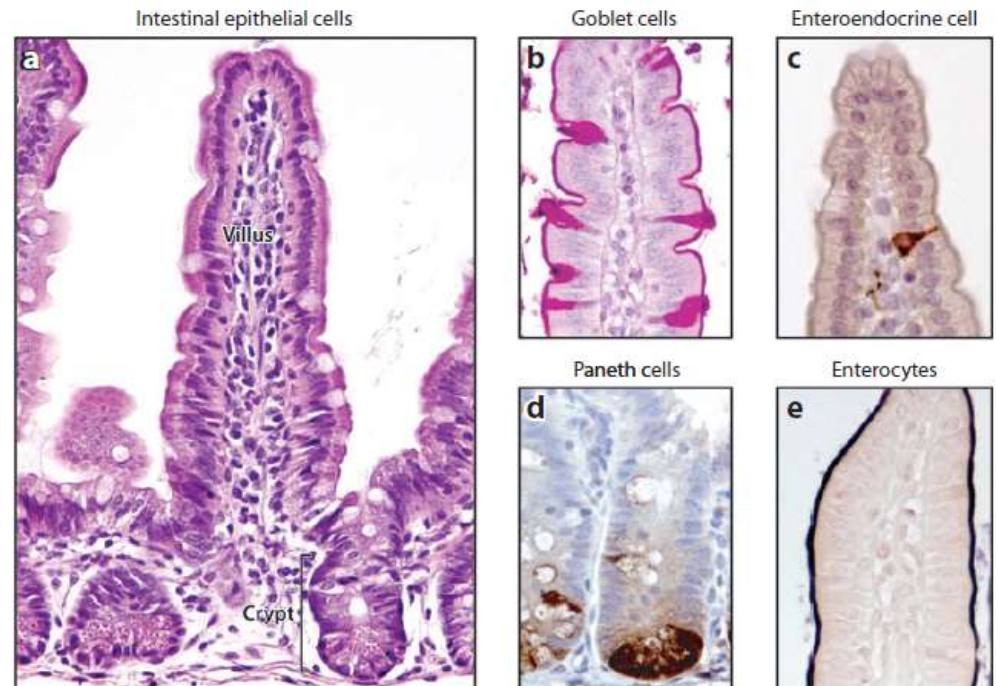 Intestinal epithelial cells
Goblet cells
Enteroendocrine cell
a
b
c
Villus
Paneth cells
Enterocytes
d
e
Crypt